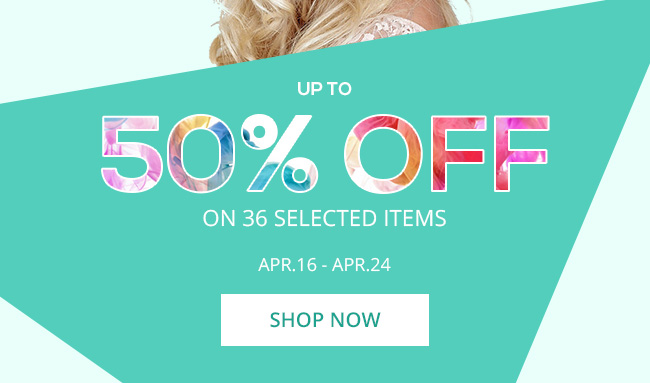 UP TO
50% OFF
ON 36 SELECTED ITEMS
APR.16 - APR.24
SHOP NOW